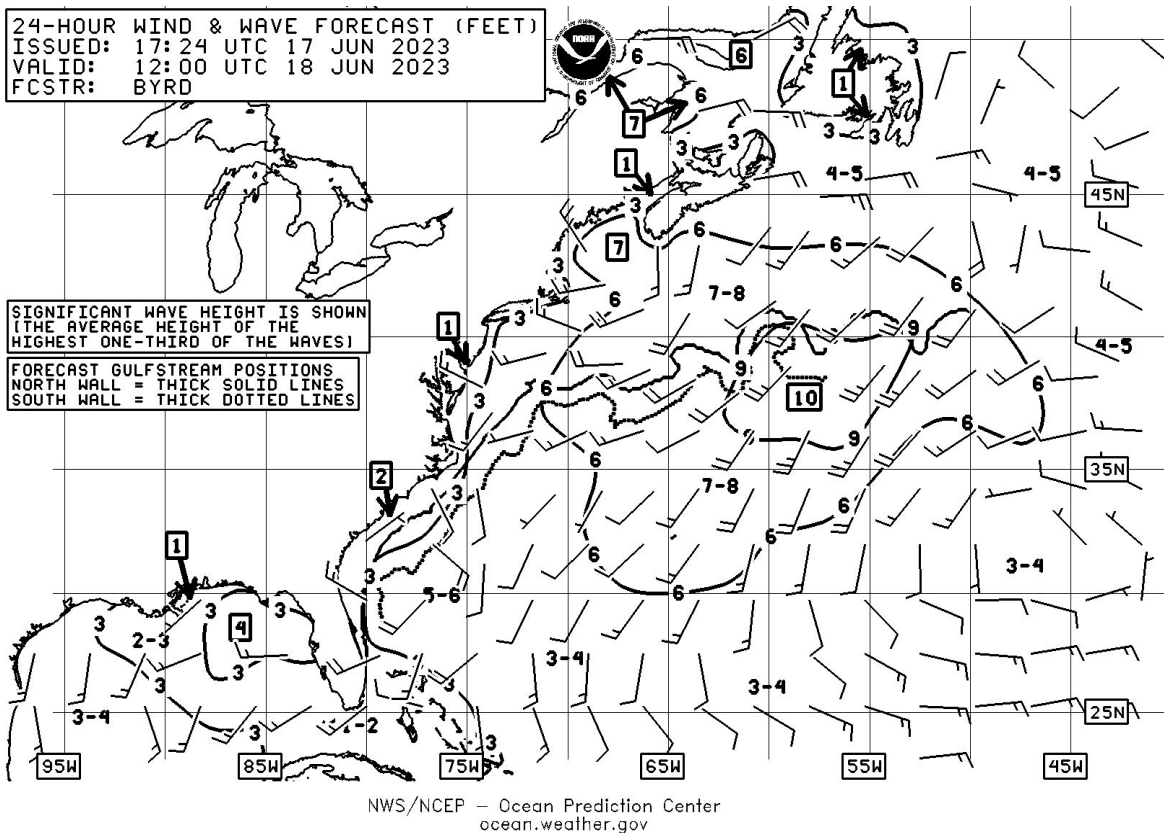 24-HOUR WIND & WAVE FORECAST (FEET)
ISSUED: 17:24 UTC 17 JUN 2023
VALID: 12:00 UTC 18 JUN 2023
FCSTR: BYRD
NOAA
6
6
3
3
1
6
6
7
3
3
3
3
1
4-5
4-5
45N
3
6
6
7
3
6
6
7-8
SIGNIFICANT WAVE HEIGHT IS SHOWN
(THE AVERAGE HEIGHT OF THE
HIGHEST ONE-THIRD OF THE WAVES)
1
3
9
4-5
FORECAST GULFSTREAM POSITIONS
NORTH WALL = THICK SOLID LINES
SOUTH WALL = THICK DOTTED LINES
9
6
6
10
3
6
9
9
6
35N
2
3
7-8
6
6
1
6
3-4
3
5-6
6
3
3
3
3
4
2-3
3-4
3
3
3
3-4
3-4
25N
3
-2
3
95W
85W
75W
65W
55W
45W
NWS/NCEP – Ocean Prediction Center
ocean.weather.gov